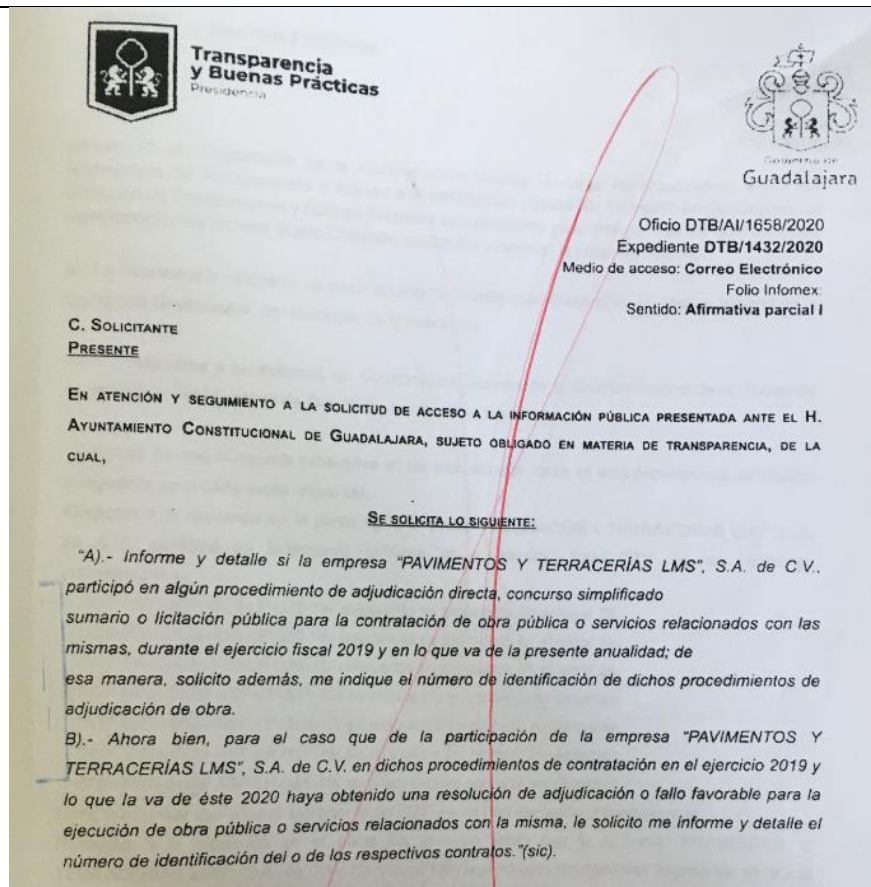 Transparencia
y Buenas Prácticas
Presidencia
Gobierno de
Guadalajara
Oficio DTB/AI/1658/2020
Expediente DTB/1432/2020
Medio de acceso: Correo Electrónico
Folio Infomex:
Sentido: Afirmativa parcial I
C. SOLICITANTE
PRESENTE
EN ATENCIÓN Y SEGUIMIENTO A LA SOLICITUD DE ACCESO A LA INFORMACIÓN PÚBLICA PRESENTADA ANTE EL H.
AYUNTAMIENTO CONSTITUCIONAL DE GUADALAJARA, SUJETO OBLIGADO EN MATERIA DE TRANSPARENCIA, DE LA
CUAL,
SE SOLICITA LO SIGUIENTE:
"A).- Informe y detalle si la empresa "PAVIMENTOS Y TERRACERÍAS LMS", S.A. de C.V.,
participó en algún procedimiento de adjudicación directa, concurso simplificado
sumario o licitación pública para la contratación de obra pública o servicios relacionados con las
mismas, durante el ejercicio fiscal 2019 y en lo que va de la presente anualidad; de
esa manera, solicito además, me indique el número de identificación de dichos procedimientos de
adjudicación de obra.
B).- Ahora bien, para el caso que de la participación de la empresa "PAVIMENTOS Y
TERRACERÍAS LMS", S.A. de C.V. en dichos procedimientos de contratación en el ejercicio 2019 y
lo que la va de éste 2020 haya obtenido una resolución de adjudicación o fallo favorable para la
ejecución de obra pública o servicios relacionados con la misma, le solicito me informe y detalle el
número de identificación del o de los respectivos contratos."(sic).